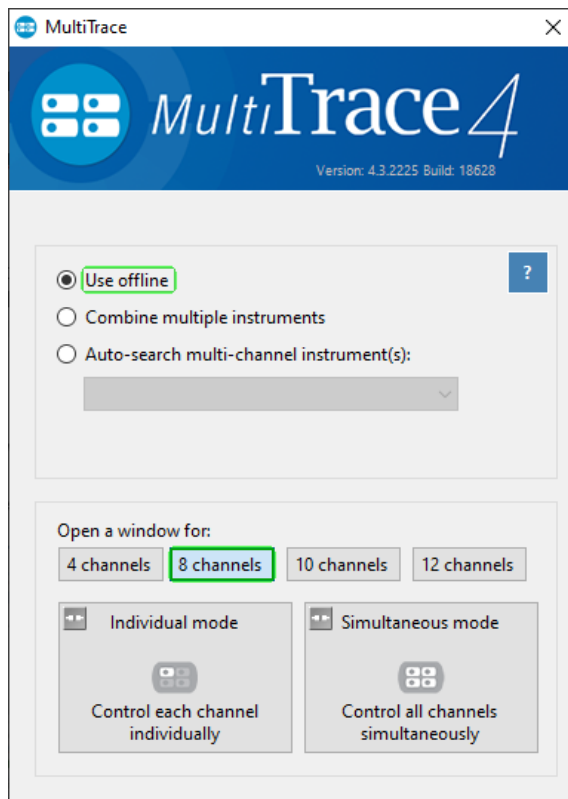 MultiTrace
MultiTrace 4
Version: 4.3.2225 Build: 18628
Use offline
?
Combine multiple instruments
Auto-search multi-channel instrument(s):
Open a window for:
4 channels 8 channels 10 channels 12 channels
Individual mode
Control each channel
individually
Simultaneous mode
Control all channels
simultaneously